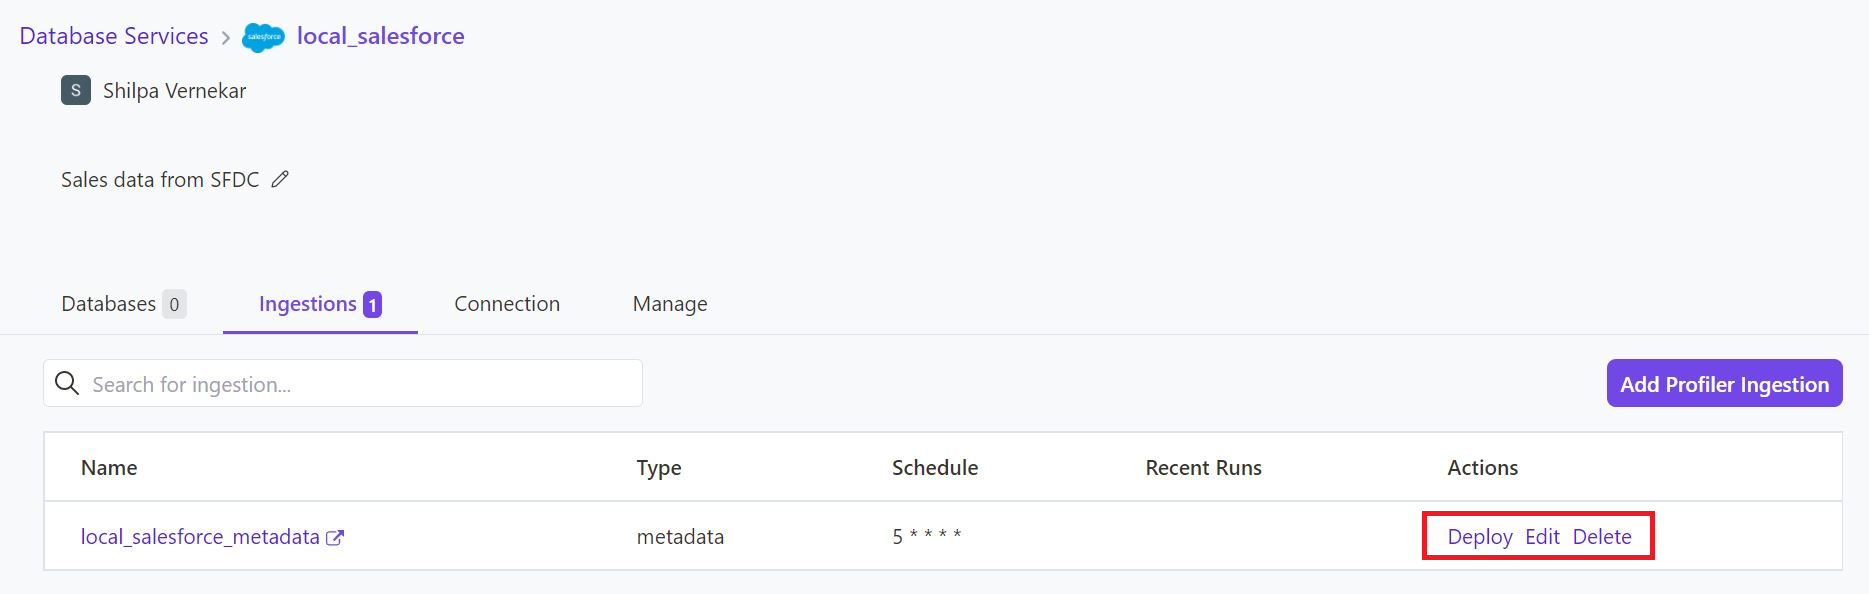 Database Services > salesforce local_salesforce
S Shilpa Vernekar
Sales data from SFDC
Databases 0 Ingestions 1 Connection Manage
Search for ingestion... Add Profiler Ingestion
Name Type Schedule Recent Runs Actions
local_salesforce_metadata metadata 5 * * * * Deploy Edit Delete